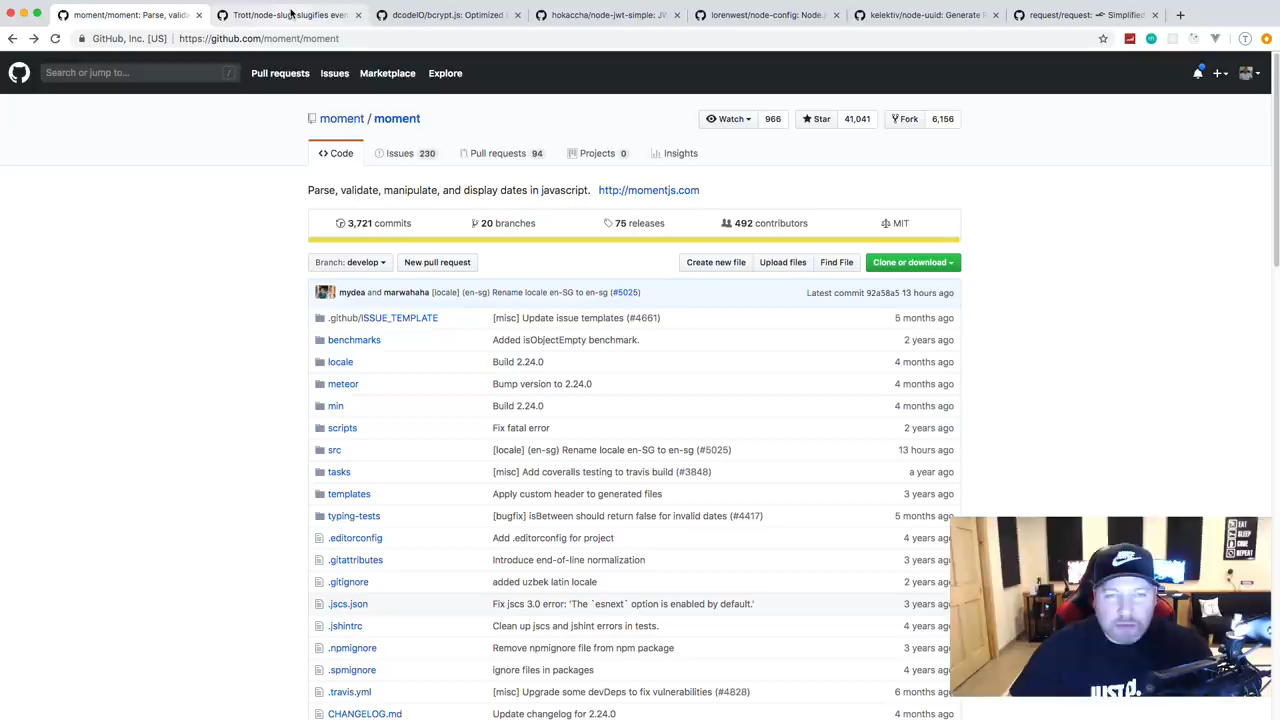 moment/moment: Parse, valida
Trott/node-slug: slugifies even
dcodeIO/bcrypt.js: Optimized
hokaccha/node-jwt-simple: JW
lorenwest/node-config: Node.j
kelektiv/node-uuid: Generate R
request/request: Simplified
GitHub, Inc. [US] https://github.com/moment/moment
Search or jump to... /
Pull requests
Issues
Marketplace
Explore
moment / moment
Watch 966
Star 41,041
Fork 6,156
Code
Issues 230
Pull requests 94
Projects 0
Insights
Parse, validate, manipulate, and display dates in javascript. http://momentjs.com
3,721 commits
20 branches
75 releases
492 contributors
MIT
Branch: develop
New pull request
Create new file
Upload files
Find File
Clone or download
mydea and marwahaha [locale] (en-sg) Rename locale en-SG to en-sg (#5025)
Latest commit 92a58a5 13 hours ago
.github/ISSUE_TEMPLATE [misc] Update issue templates (#4661) 5 months ago
benchmarks Added isObjectEmpty benchmark. 2 years ago
locale Build 2.24.0 4 months ago
meteor Bump version to 2.24.0 4 months ago
min Build 2.24.0 4 months ago
scripts Fix fatal error 2 years ago
src [locale] (en-sg) Rename locale en-SG to en-sg (#5025) 13 hours ago
tasks [misc] Add coveralls testing to travis build (#3848) a year ago
templates Apply custom header to generated files 3 years ago
typing-tests [bugfix] isBetween should return false for invalid dates (#4417) 5 months ago
.editorconfig Add .editorconfig for project 4 years ago
.gitattributes Introduce end-of-line normalization 3 years ago
.gitignore added uzbek latin locale 2 years ago
.jscs.json Fix jscs 3.0 error: 'The `esnext` option is enabled by default.' 3 years ago
.jshintrc Clean up jscs and jshint errors in tests. 4 years ago
.npmignore Remove npmignore file from npm package 3 years ago
.spmignore ignore files in packages 4 years ago
.travis.yml [misc] Upgrade some devDeps to fix vulnerabilities (#4828) 6 months ago
CHANGELOG.md Update changelog for 2.24.0 4 months ago
EAT
SLEEP
CODE
REPEAT
JUST